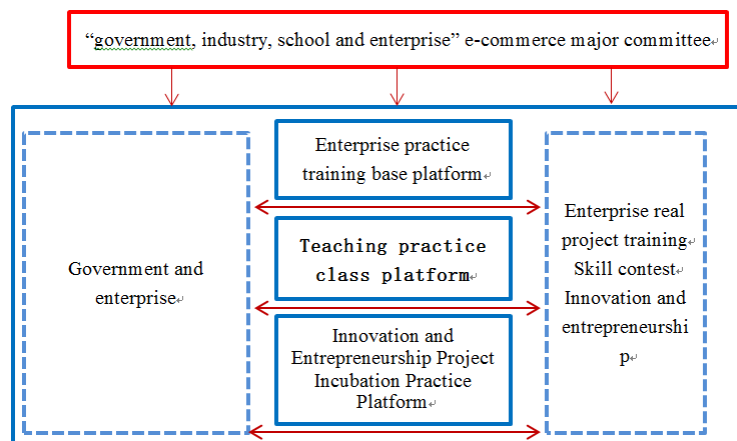 “government, industry, school and enterprise” e-commerce major committee
Enterprise practice
training base platform
Teaching practice
class platform
Innovation and
Entrepreneurship Project
Incubation Practice
Platform
Government and
enterprise
Enterprise real
project training
Skill contest
Innovation and
entrepreneurshi
p